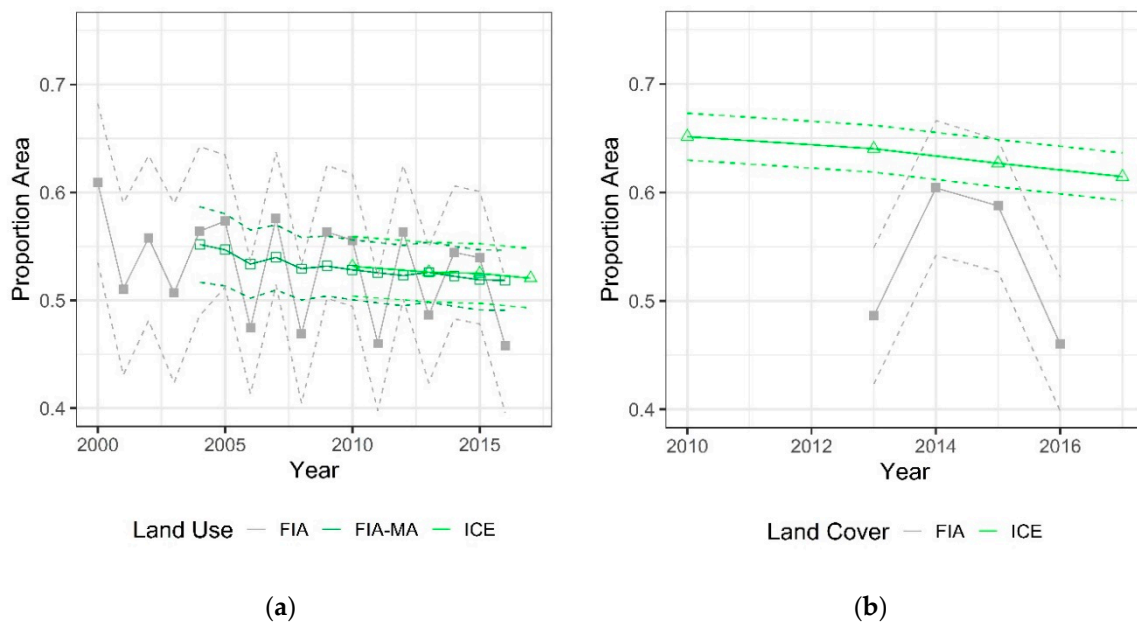 Proportion Area
0.7
0.6
0.5
0.4
2000 2005 2010 2015
Year
Land Use FIA FIA-MA ICE
(a)
Proportion Area
0.7
0.6
0.5
0.4
2010 2012 2014 2016
Year
Land Cover FIA ICE
(b)